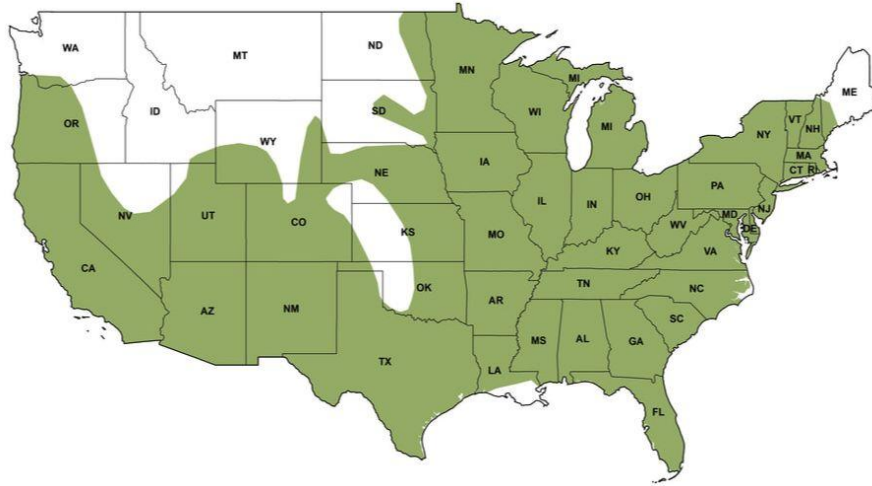 WA
MT
ND
MN
ME
OR
ID
SD
WI
MI
MI
VT
NH
NY
WY
MA
CT
RI
IA
NE
PA
NJ
NV
UT
CO
IL
IN
OH
MD
DE
WV
KS
MO
KY
VA
CA
TN
NC
AZ
NM
OK
AR
SC
MS
AL
GA
TX
LA
FL